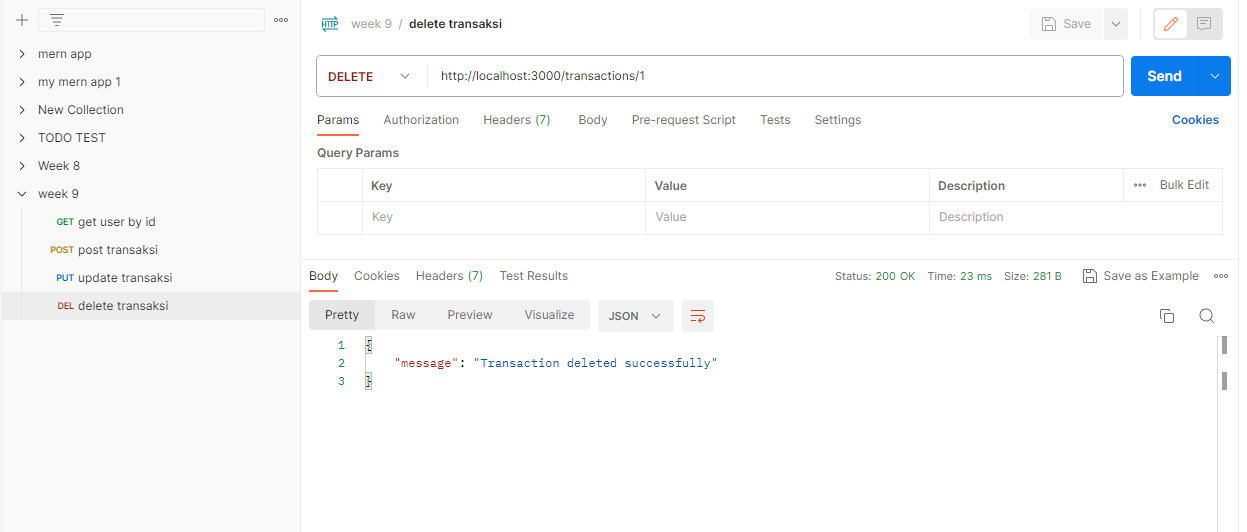 HTTP week 9 / delete transaksi Save
mern app
my mern app 1
New Collection
TODO TEST
Week 8
week 9
GET get user by id
POST post transaksi
PUT update transaksi
DEL delete transaksi
DELETE http://localhost:3000/transactions/1 Send
Params Authorization Headers (7) Body Pre-request Script Tests Settings Cookies
Query Params
Key Value Description Bulk Edit
Key Value Description
Body Cookies Headers (7) Test Results Status: 200 OK Time: 23 ms Size: 281 B Save as Example
Pretty Raw Preview Visualize JSON
1 {
2 "message": "Transaction deleted successfully"
3 }